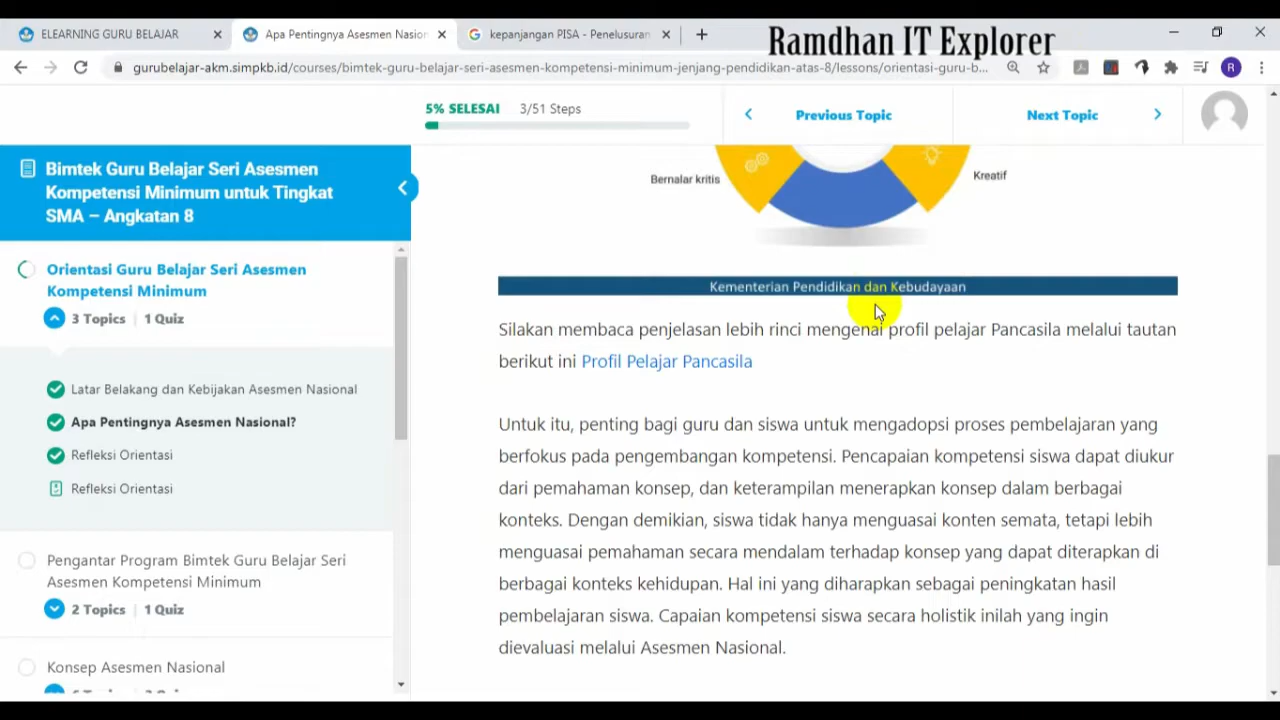 ELEARNING GURU BELAJAR
Apa Pentingnya Asesmen Nasion
kepanjangan PISA - Penelusuran
Ramdhan IT Explorer
gurubelajar-akm.simpkb.id/courses/bimtek-guru-belajar-seri-asesmen-kompetensi-minimum-jenjang-pendidikan-atas-8/lessons/orientasi-guru-b...
R
5% SELESAI 3/51 Steps
Previous Topic
Next Topic
Bimtek Guru Belajar Seri Asesmen
Kompetensi Minimum untuk Tingkat
SMA – Angkatan 8
Orientasi Guru Belajar Seri Asesmen
Kompetensi Minimum
3 Topics | 1 Quiz
Latar Belakang dan Kebijakan Asesmen Nasional
Apa Pentingnya Asesmen Nasional?
Refleksi Orientasi
Refleksi Orientasi
Pengantar Program Bimtek Guru Belajar Seri
Asesmen Kompetensi Minimum
2 Topics | 1 Quiz
Konsep Asesmen Nasional
Bernalar kritis
Kreatif
Kementerian Pendidikan dan Kebudayaan
Silakan membaca penjelasan lebih rinci mengenai profil pelajar Pancasila melalui tautan
berikut ini Profil Pelajar Pancasila
Untuk itu, penting bagi guru dan siswa untuk mengadopsi proses pembelajaran yang
berfokus pada pengembangan kompetensi. Pencapaian kompetensi siswa dapat diukur
dari pemahaman konsep, dan keterampilan menerapkan konsep dalam berbagai
konteks. Dengan demikian, siswa tidak hanya menguasai konten semata, tetapi lebih
menguasai pemahaman secara mendalam terhadap konsep yang dapat diterapkan di
berbagai konteks kehidupan. Hal ini yang diharapkan sebagai peningkatan hasil
pembelajaran siswa. Capaian kompetensi siswa secara holistik inilah yang ingin
dievaluasi melalui Asesmen Nasional.